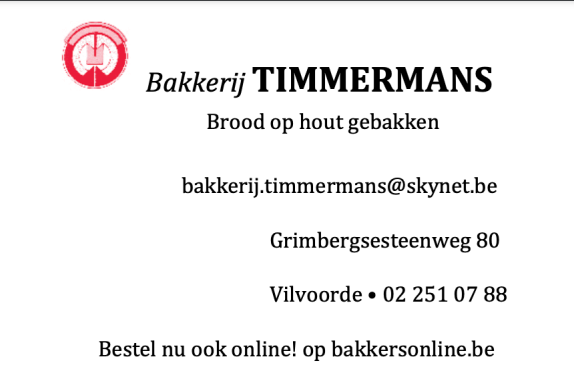 Bakkerij TIMMERMANS
Brood op hout gebakken
bakkerij.timmermans@skynet.be
Grimbergsesteenweg 80
Vilvoorde • 02 251 07 88
Bestel nu ook online! op bakkersonline.be